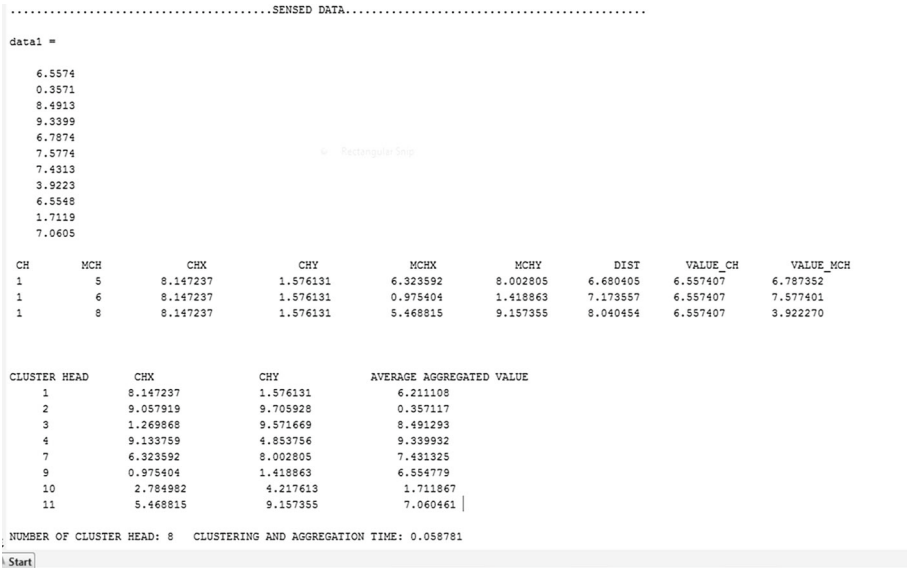 ........................................SENSED DATA..............................................
data1 =
6.5574
0.3571
8.4913
9.3399
6.7874
7.5774
7.4313
3.9223
6.5548
1.7119
7.0605
CH MCH CHX CHY MCHX MCHY DIST VALUE_CH VALUE_MCH
1 5 8.147237 1.576131 6.323592 8.002805 6.680405 6.557407 6.787352
1 6 8.147237 1.576131 0.975404 1.418863 7.173557 6.557407 7.577401
1 8 8.147237 1.576131 5.468815 9.157355 8.040454 6.557407 3.922270
CLUSTER HEAD CHX CHY AVERAGE AGGREGATED VALUE
1 8.147237 1.576131 6.211108
2 9.057919 9.705928 0.357117
3 1.269868 9.571669 8.491293
4 9.133759 4.853756 9.339932
7 6.323592 8.002805 7.431325
9 0.975404 1.418863 6.554779
10 2.784982 4.217613 1.711867
11 5.468815 9.157355 7.060461
NUMBER OF CLUSTER HEAD: 8 CLUSTERING AND AGGREGATION TIME: 0.058781
Start